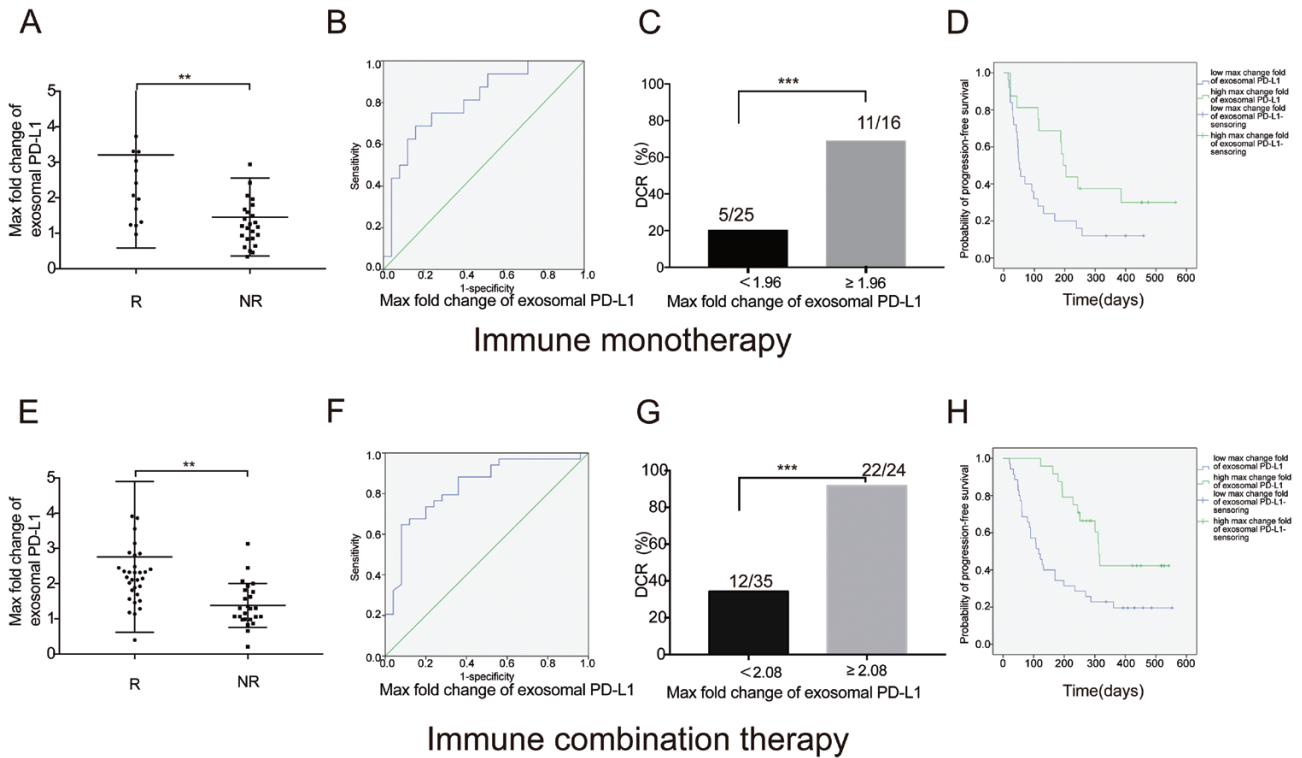 A
Max fold change of
exosomal PD-L1
5
4
3
2
1
0
**
R
NR
B
Sensitivity
1.0
0.8
0.6
0.4
0.2
0.0
0.0
0.2
0.4
0.6
0.8
1.0
1-specificity
Max fold change of exosomal PD-L1
C
DCR (%)
100
80
60
40
20
0
***
5/25
11/16
<1.96
≥1.96
Max fold change of exosomal PD-L1
D
Probability of progression-free survival
1.0
0.8
0.6
0.4
0.2
0.0
0
100
200
300
400
500
600
Time(days)
low max change fold
of exosomal PD-L1
high max change fold
of exosomal PD-L1
low max change fold
of exosomal PD-L1-
sensoring
high max change fold
of exosomal PD-L1-
sensoring
Immune monotherapy
E
Max fold change of
exosomal PD-L1
5
4
3
2
1
0
**
R
NR
F
Sensitivity
1.0
0.8
0.6
0.4
0.2
0.0
0.0
0.2
0.4
0.6
0.8
1.0
1-specificity
Max fold change of exosomal PD-L1
G
DCR (%)
100
80
60
40
20
0
***
12/35
22/24
<2.08
≥2.08
Max fold change of exosomal PD-L1
H
Probability of progression-free survival
1.0
0.8
0.6
0.4
0.2
0.0
0
100
200
300
400
500
600
Time(days)
low max change fold
of exosomal PD-L1
high max change fold
of exosomal PD-L1
low max change fold
of exosomal PD-L1-
sensoring
high max change fold
of exosomal PD-L1-
sensoring
Immune combination therapy